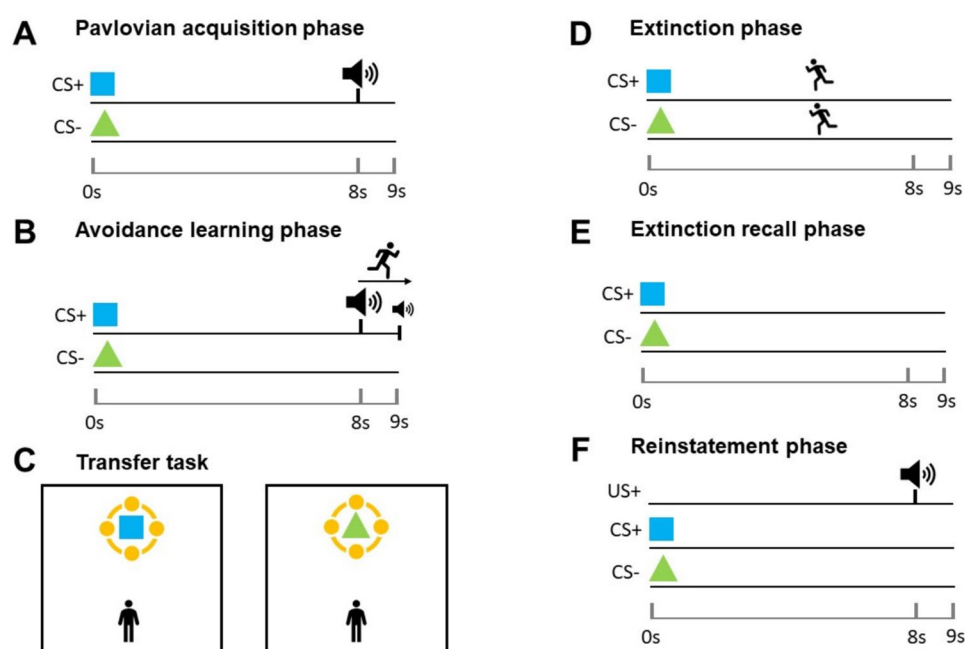 A Pavlovian acquisition phase
CS+
CS-
0s 8s 9s
B Avoidance learning phase
CS+
CS-
0s 8s 9s
C Transfer task
D Extinction phase
CS+
CS-
0s 8s 9s
E Extinction recall phase
CS+
CS-
0s 8s 9s
F Reinstatement phase
US+
CS+
CS-
0s 8s 9s